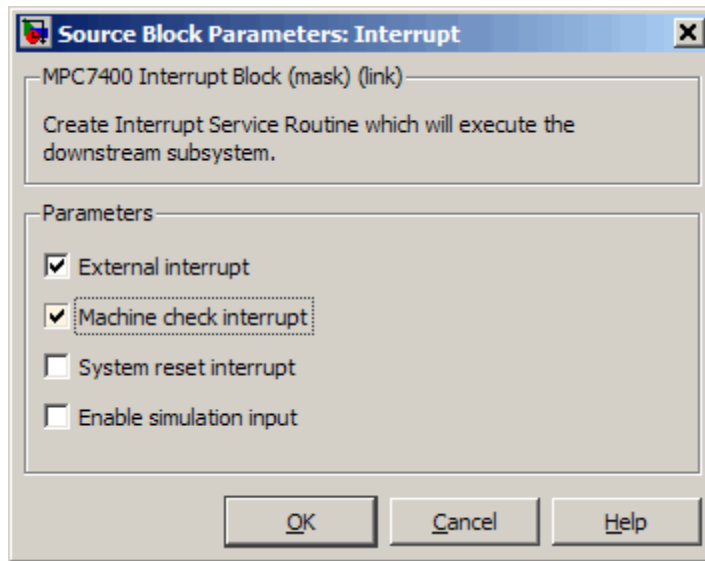 Source Block Parameters: Interrupt
MPC7400 Interrupt Block (mask) (link)
Create Interrupt Service Routine which will execute the
downstream subsystem.
Parameters
External interrupt
Machine check interrupt
System reset interrupt
Enable simulation input
OK Cancel Help